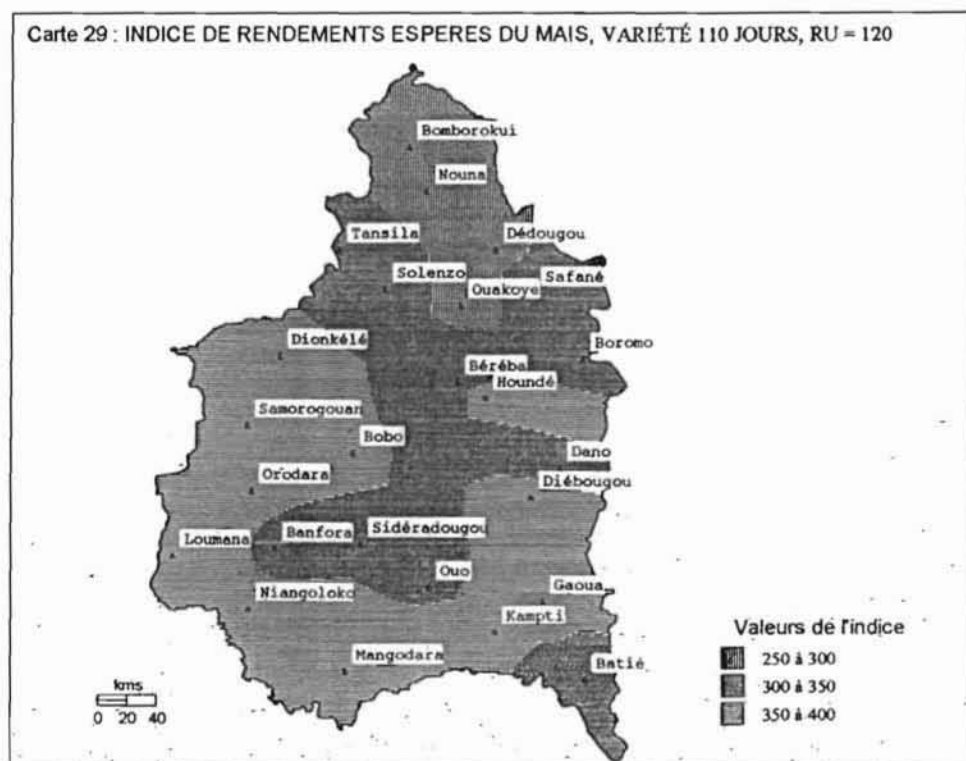 Carte 29 : INDICE DE RENDEMENTS ESPERES DU MAIS, VARIÉTÉ 110 JOURS, RU = 120
Bomborokui
Nouna
Tansila
Dédougou
Solenzo
Safané
Ouakoye
Dionkélé
Boromo
Béréba
Houndé
Samorogouan
Bobo
Dano
Orodara
Diébougou
Banfora
Sidéradougou
Loumana
Ouo
Gaoua
Niangoloko
Kampti
Mangodara
Batié
Valeurs de l'indice
250 à 300
300 à 350
350 à 400
kms
0 20 40